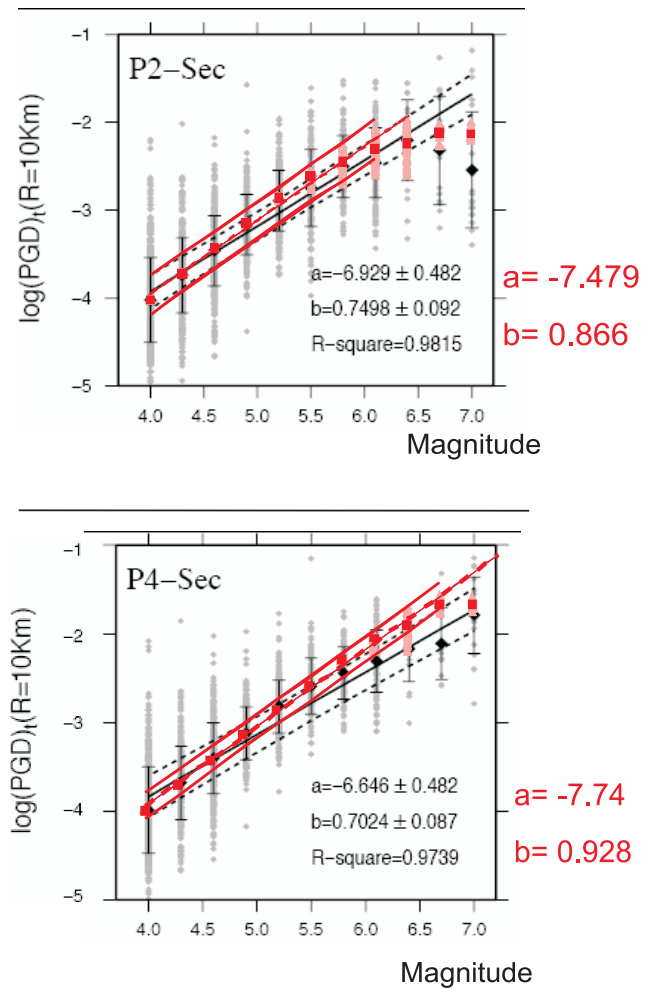 P2-Sec
log(PGD)t(R=10Km)
-1
-2
-3
-4
-5
a=-6.929 ± 0.482
b=0.7498 ± 0.092
R-square=0.9815
a= -7.479
b= 0.866
4.0 4.5 5.0 5.5 6.0 6.5 7.0
Magnitude
P4-Sec
log(PGD)t(R=10Km)
-1
-2
-3
-4
-5
a=-6.646 ± 0.482
b=0.7024 ± 0.087
R-square=0.9739
a= -7.74
b= 0.928
4.0 4.5 5.0 5.5 6.0 6.5 7.0
Magnitude